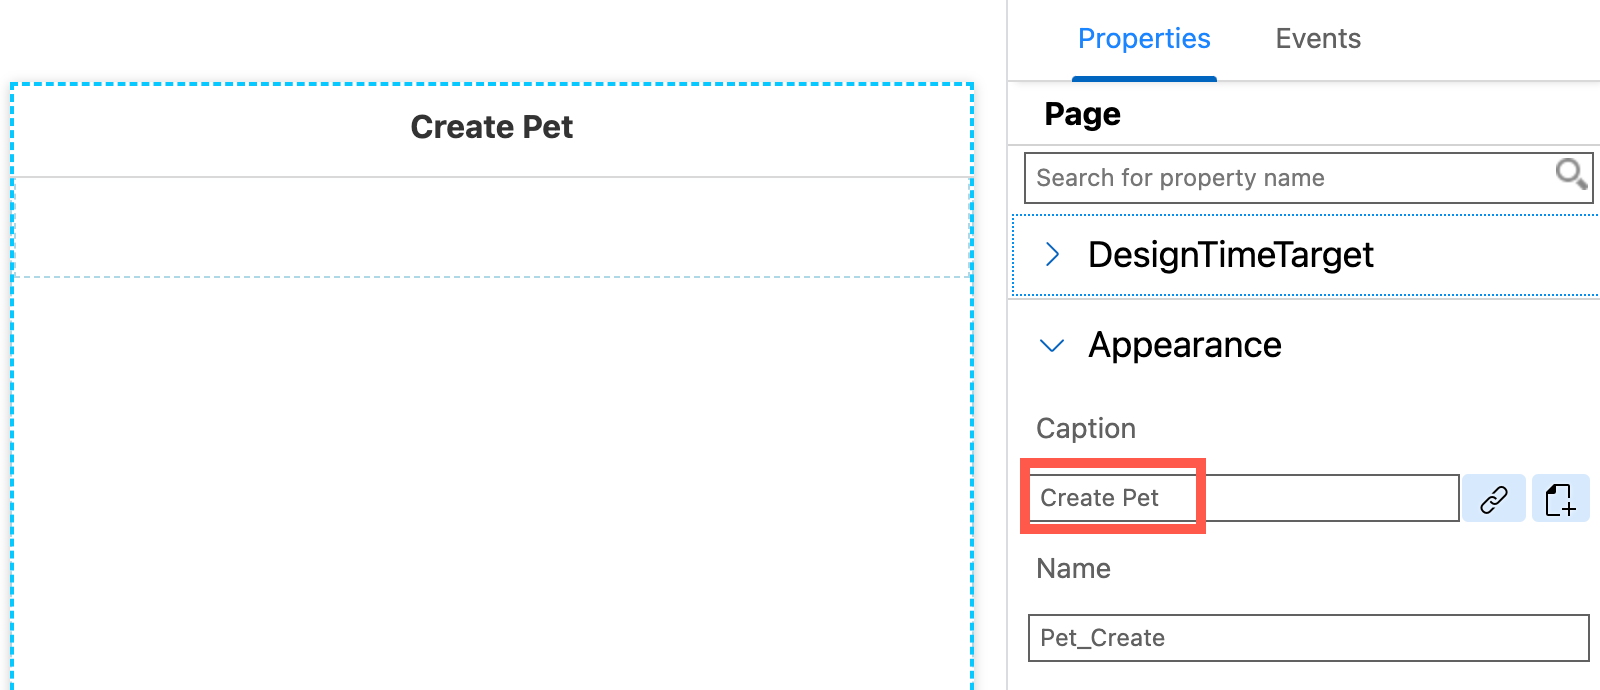 Create Pet
Properties Events
Page
Search for property name
DesignTimeTarget
Appearance
Caption
Create Pet
Name
Pet_Create